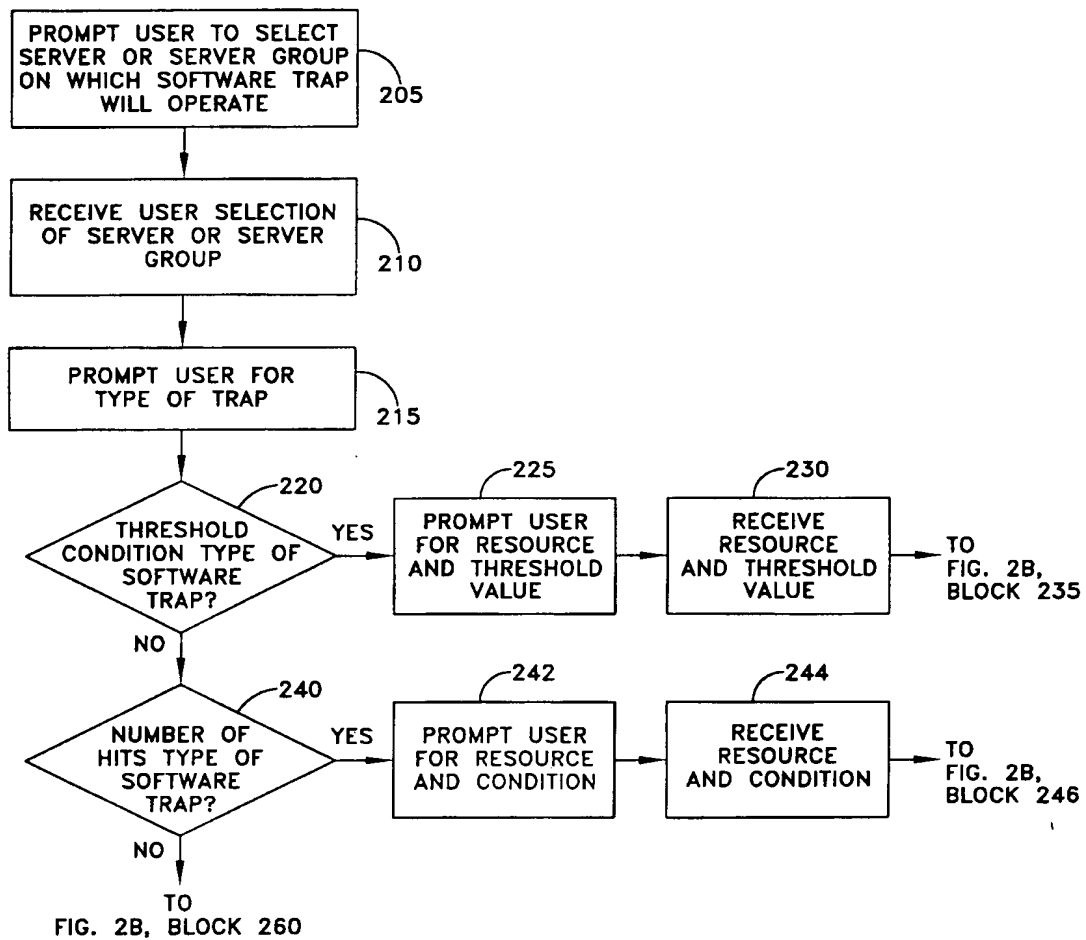 PROMPT USER TO SELECT
SERVER OR SERVER GROUP
ON WHICH SOFTWARE TRAP
WILL OPERATE
205
RECEIVE USER SELECTION
OF SERVER OR SERVER
GROUP
210
PROMPT USER FOR
TYPE OF TRAP
215
220
THRESHOLD
CONDITION TYPE OF
SOFTWARE
TRAP?
YES
NO
225
PROMPT USER
FOR RESOURCE
AND THRESHOLD
VALUE
230
RECEIVE
RESOURCE
AND THRESHOLD
VALUE
TO
FIG. 2B,
BLOCK 235
240
NUMBER OF
HITS TYPE OF
SOFTWARE
TRAP?
YES
NO
242
PROMPT USER
FOR RESOURCE
AND CONDITION
244
RECEIVE
RESOURCE
AND CONDITION
TO
FIG. 2B,
BLOCK 246
TO
FIG. 2B, BLOCK 260